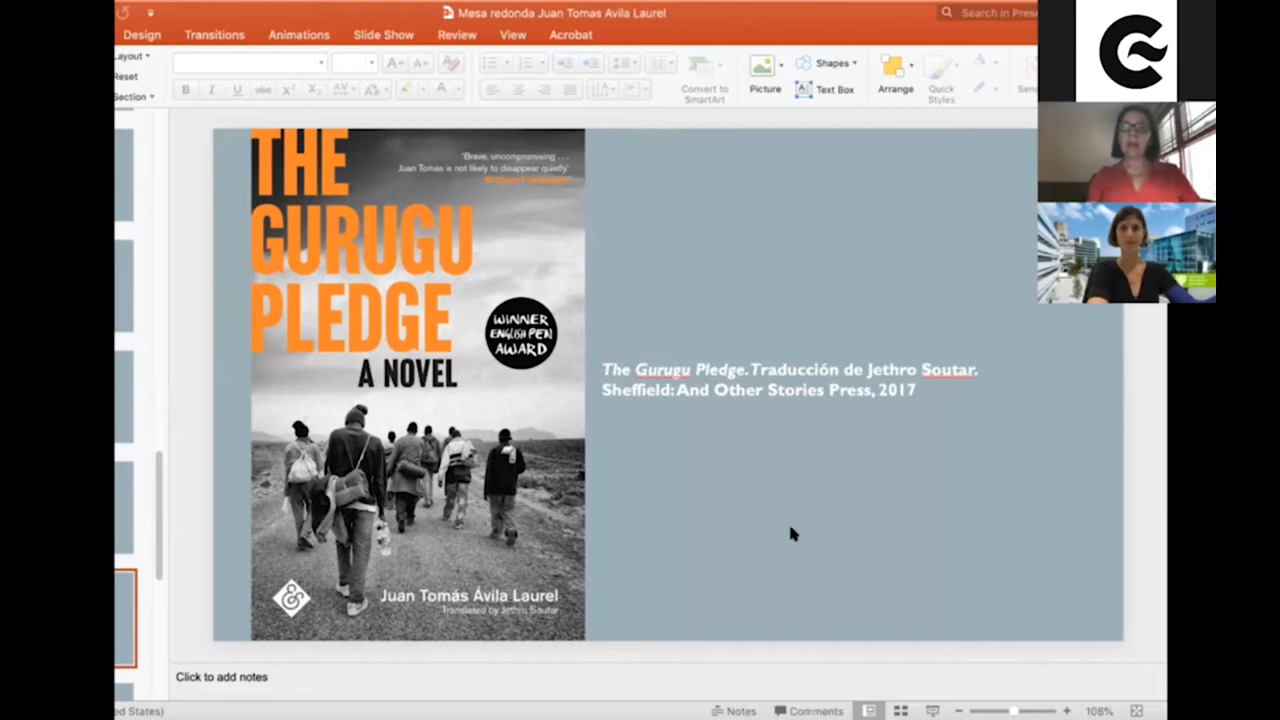 Mesa redonda Juan Tomas Avila Laurel
Search in Prese
Design
Transitions
Animations
Slide Show
Review
View
Acrobat
Layout
Reset
Section
Convert to
SmartArt
Picture
Shapes
Text Box
Arrange
Quick
Styles
THE
GURUGU
PLEDGE
A NOVEL
'Brave, uncompromising . . .
Juan Tomás is not likely to disappear quietly'
WINNER
ENGLISH PEN
AWARD
Juan Tomás Ávila Laurel
Translated by Jethro Soutar
The Gurugu Pledge. Traducción de Jethro Soutar.
Sheffield: And Other Stories Press, 2017
Click to add notes
ed States)
Notes
Comments
108%